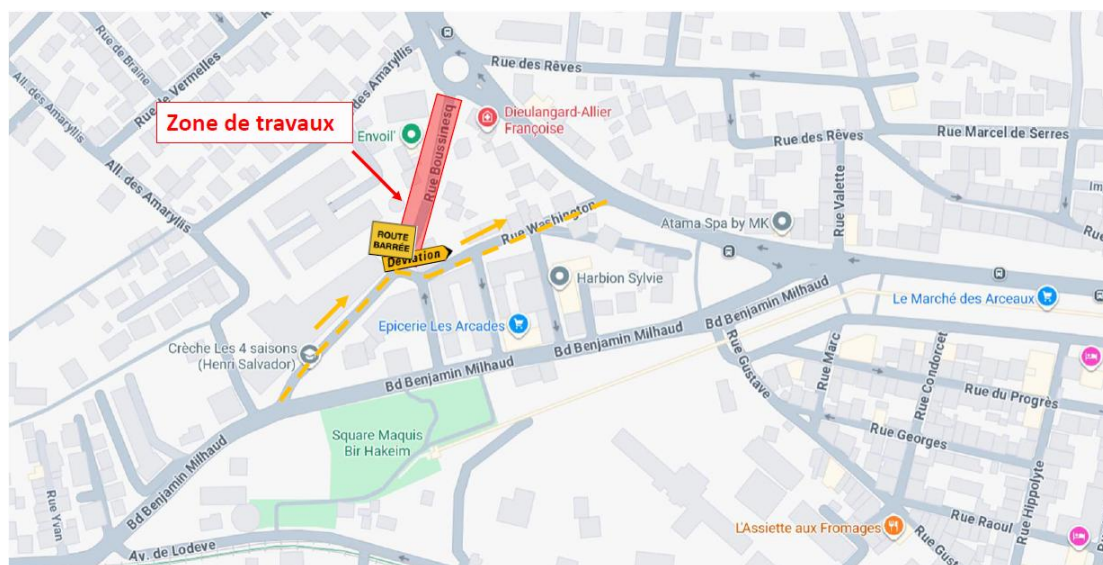 Rue de Braine
Rue de Vermelles
All. des Amaryllis
des Amaryllis
All. des Amaryllis
Zone de travaux
Envoil'
Rue Boussinesq
Dieulangard-Allier
Françoise
Rue des Rêves
Rue des Rêves
Rue Marcel de Serres
Rue Valette
Im
ROUTE
BARRÉE
Déviation
Rue Washington
Atama Spa by MK
Harbion Sylvie
Le Marché des Arceaux
Epicerie Les Arcades
Crèche Les 4 saisons
(Henri Salvador)
Bd Benjamin Milhaud
Bd Benjamin Milhaud
Bd Benjamin Milhaud
Bd Benjamin Milhaud
Rue Gustave
Rue Marc
Rue Condorcet
Rue du Progrès
Rue Georges
Rue Hippolyte
Square Maquis
Bir Hakeim
Rue Yvan
Av. de Lodeve
L'Assiette aux Fromages
Rue Raoul
Rue Gust